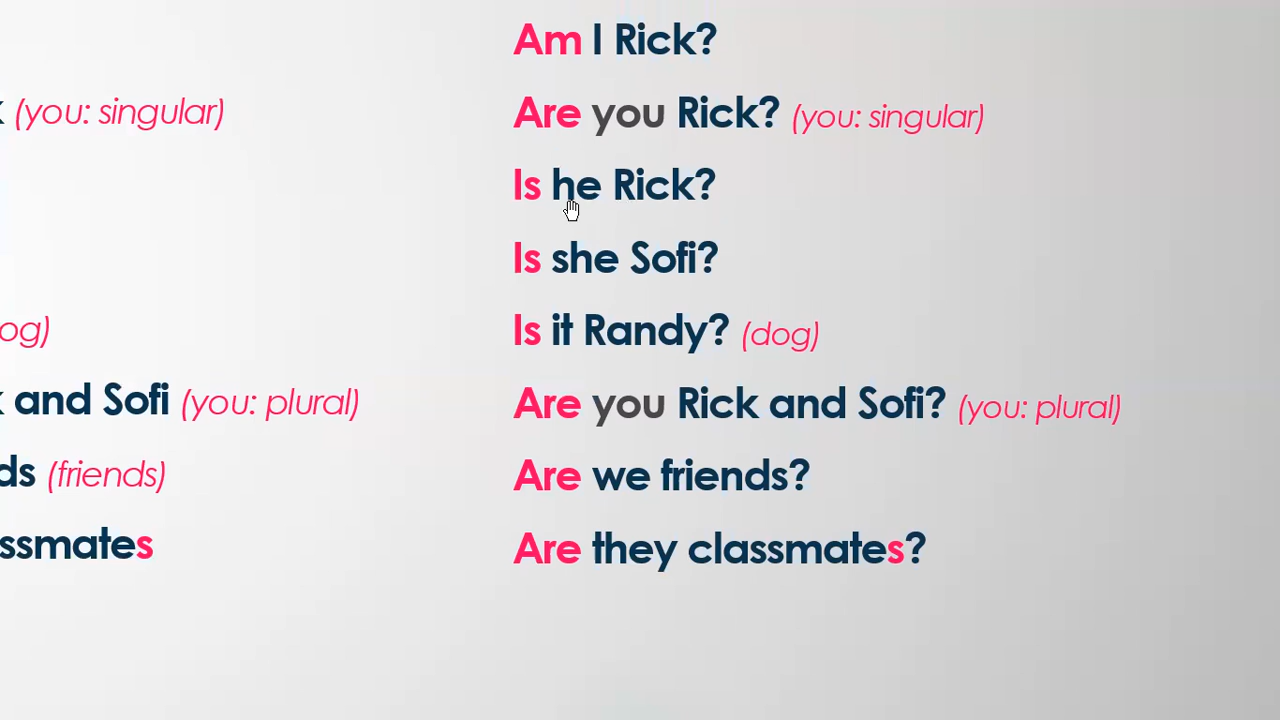 Am I Rick?
(you: singular) Are you Rick? (you: singular)
Is he Rick?
Is she Sofi?
Is it Randy? (dog)
and Sofi (you: plural) Are you Rick and Sofi? (you: plural)
(friends) Are we friends?
Are they classmates?